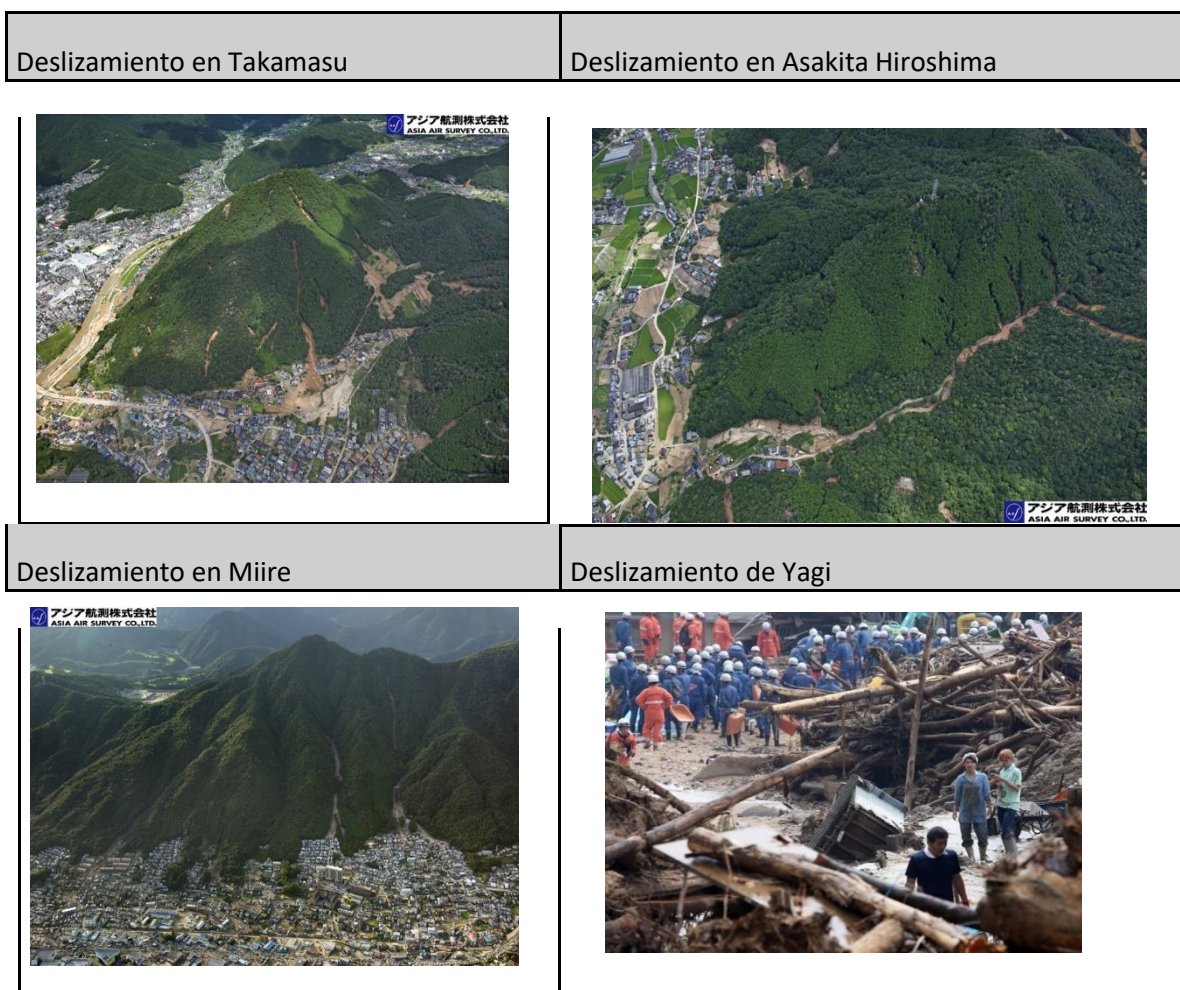 Deslizamiento en Takamasu
Deslizamiento en Asakita Hiroshima
アジア航測株式会社
ASIA AIR SURVEY CO.,LTD.
アジア航測株式会社
ASIA AIR SURVEY CO.,LTD.
Deslizamiento en Miire
Deslizamiento de Yagi
アジア航測株式会社
ASIA AIR SURVEY CO.,LTD.